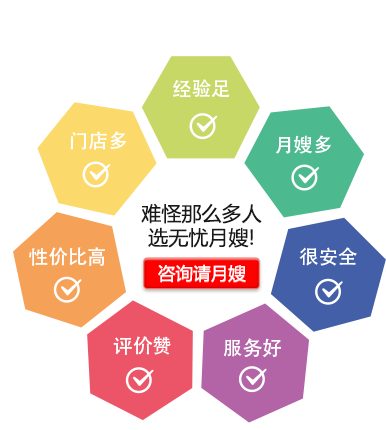 经验足
门店多
月嫂多
难怪那么多人
选无忧月嫂!
咨询请月嫂
性价比高
很安全
评价赞
服务好